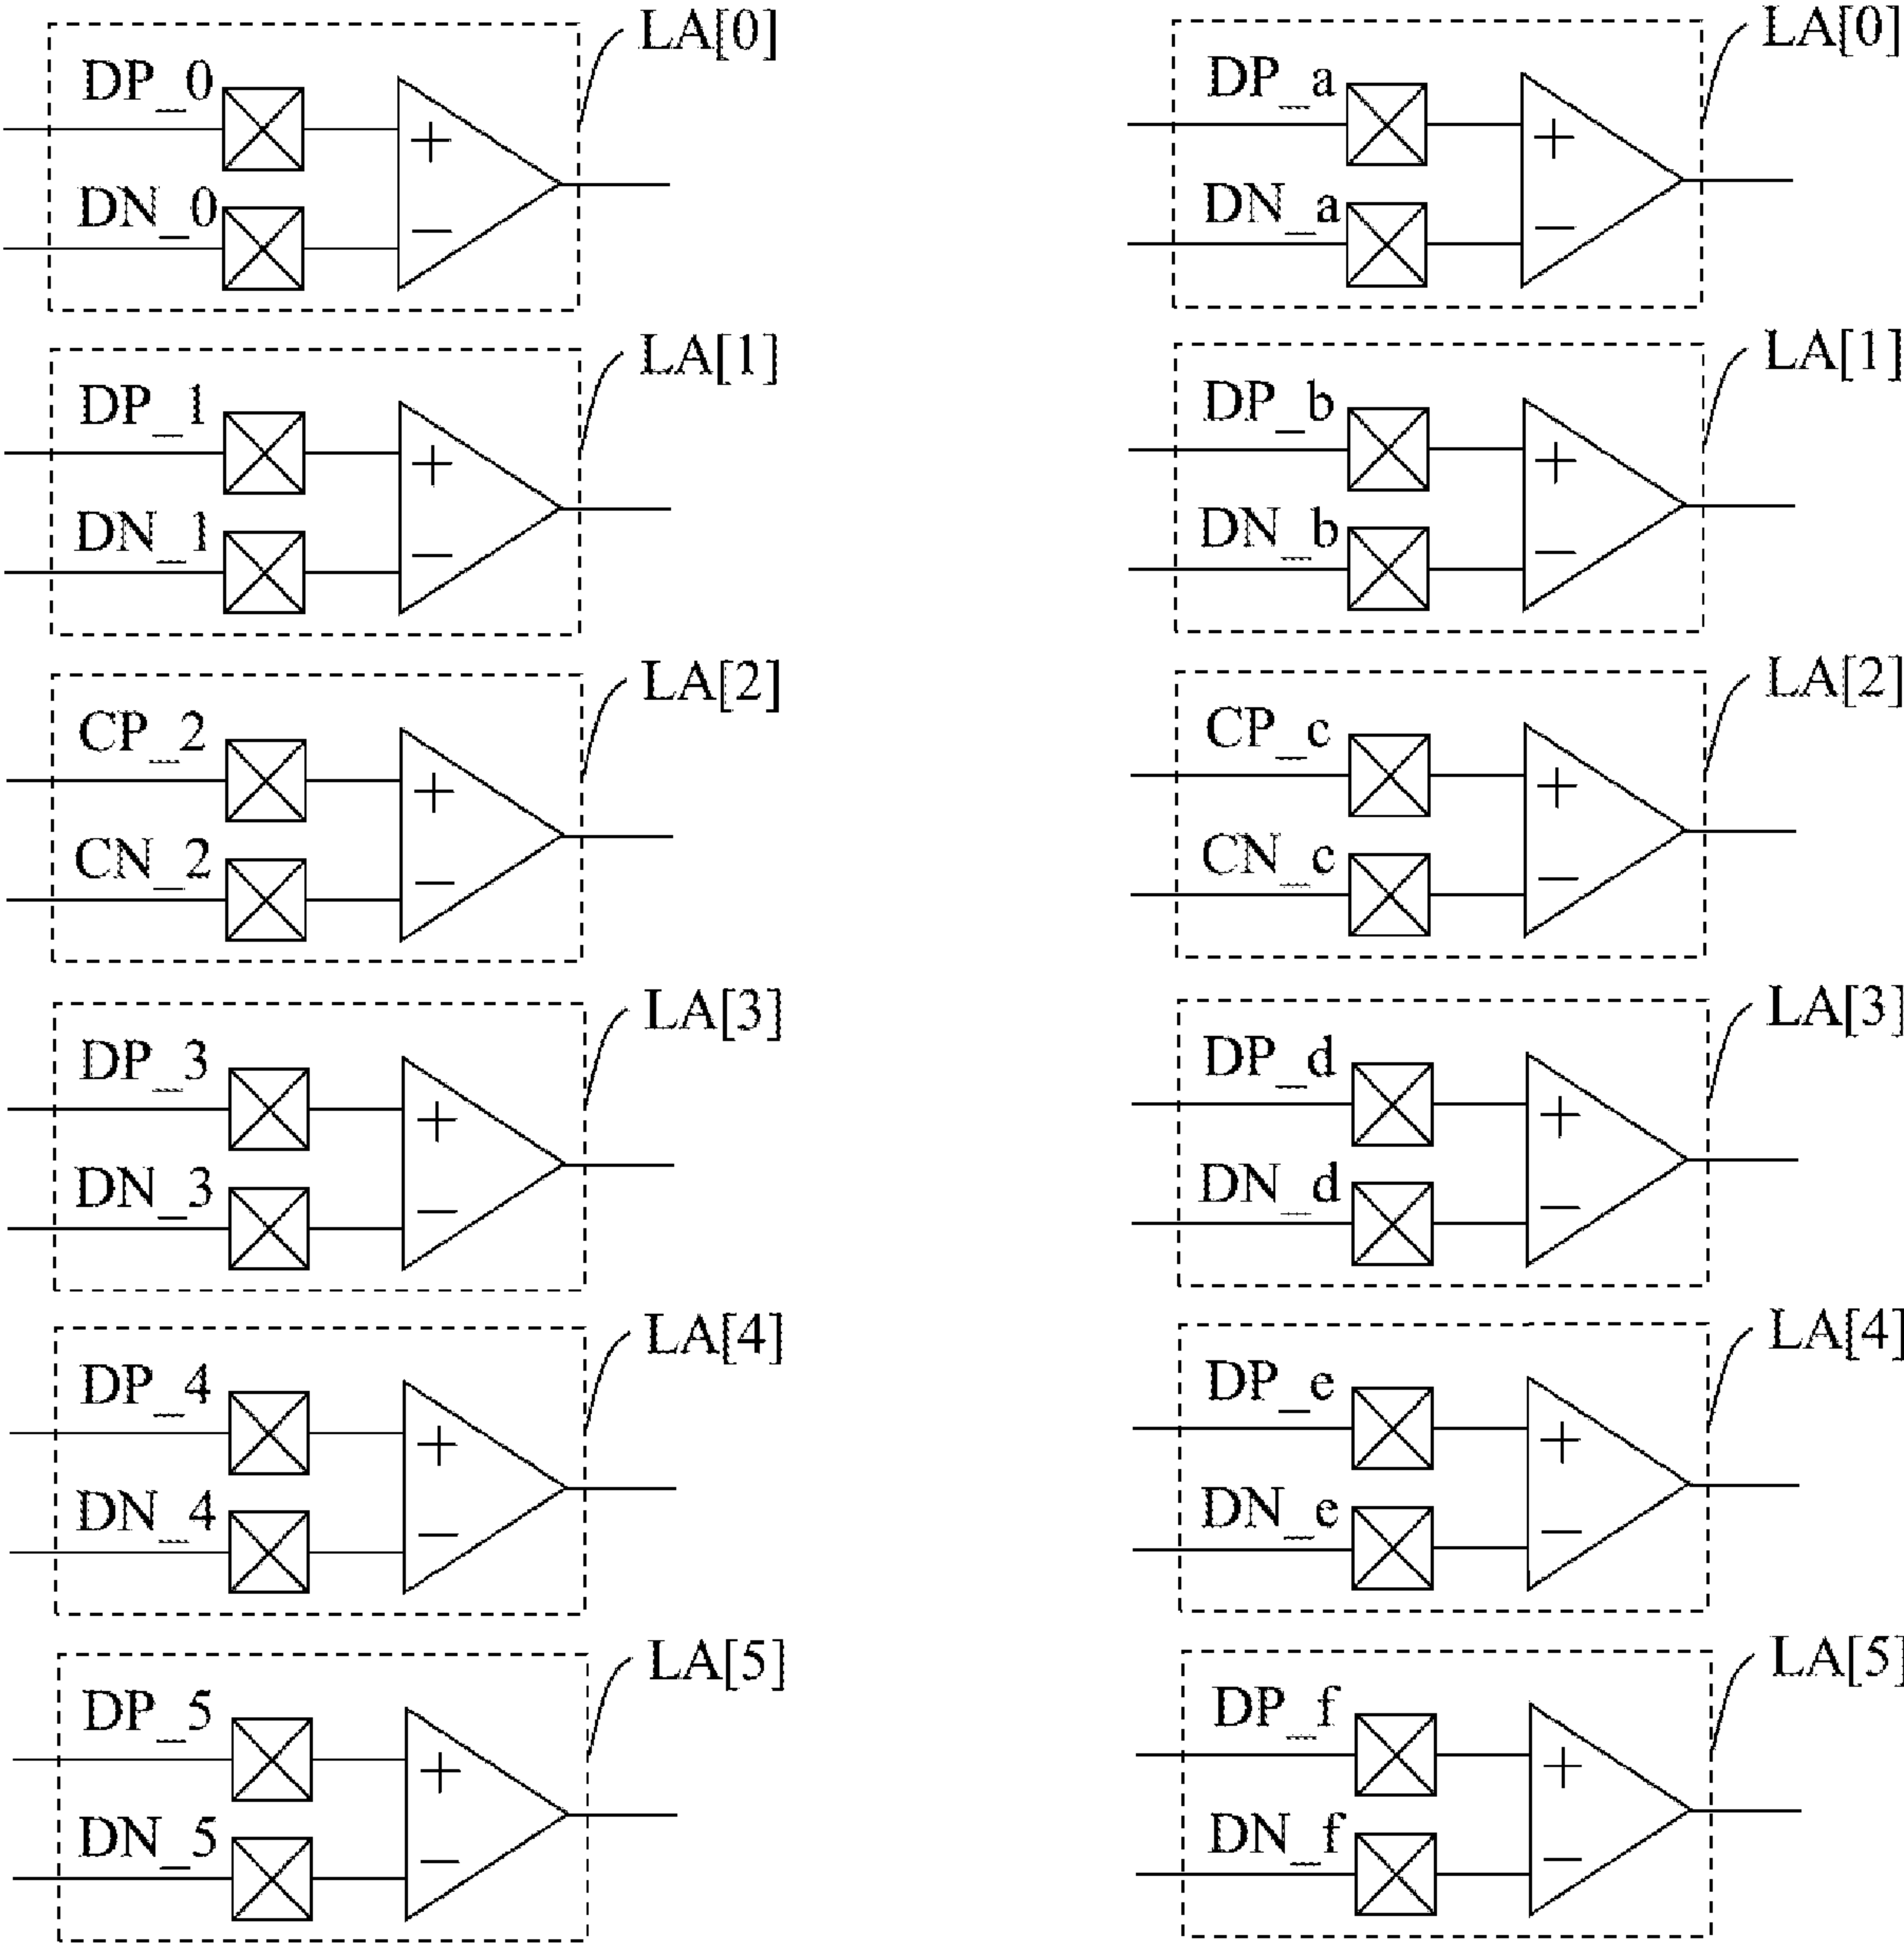 LA[0]
DP_0
+
DN_0
−
LA[1]
DP_1
+
DN_1
−
LA[2]
CP_2
+
CN_2
−
LA[3]
DP_3
+
DN_3
−
LA[4]
DP_4
+
DN_4
−
LA[5]
DP_5
+
DN_5
−
LA[0]
DP_a
+
DN_a
−
LA[1]
DP_b
+
DN_b
−
LA[2]
CP_c
+
CN_c
−
LA[3]
DP_d
+
DN_d
−
LA[4]
DP_e
+
DN_e
−
LA[5]
DP_f
+
DN_f
−